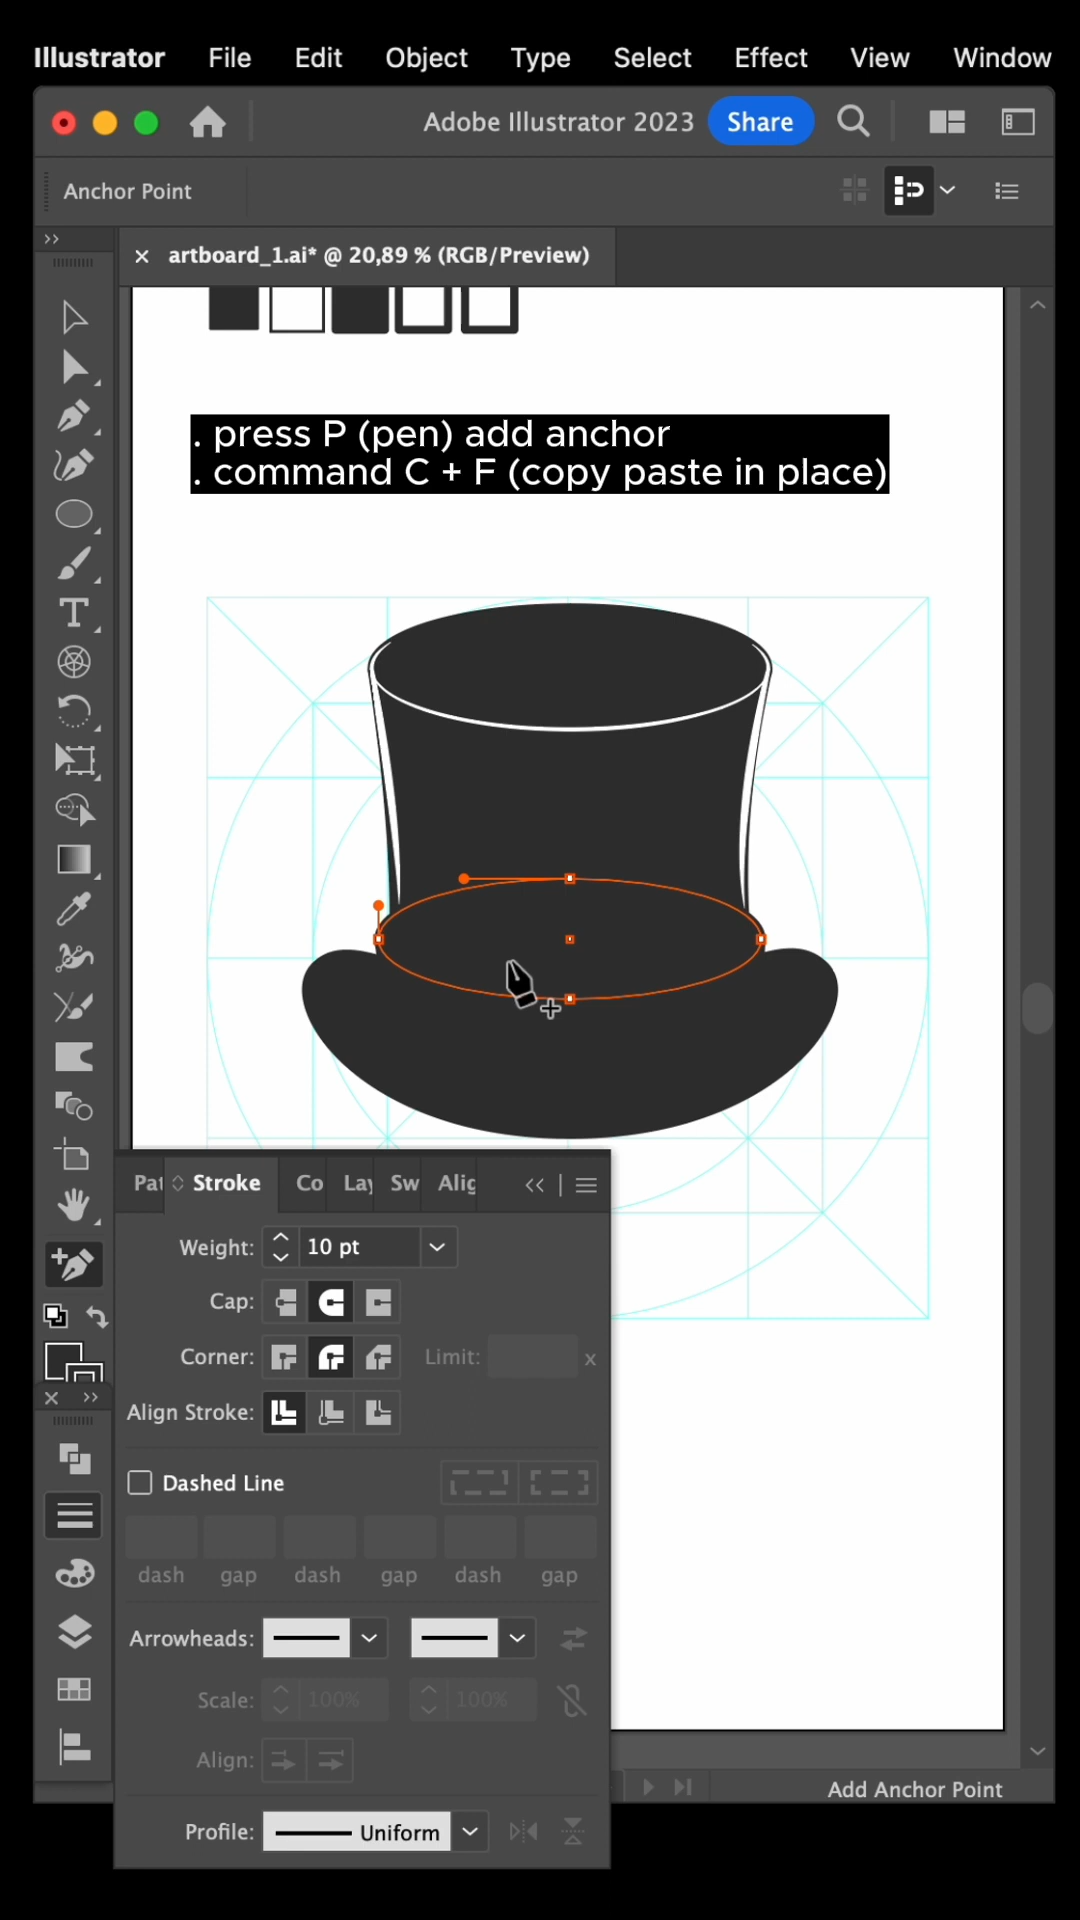 Illustrator File Edit Object Type Select Effect View Window
Adobe Illustrator 2023 Share
Anchor Point
× artboard_1.ai* @ 20,89 % (RGB/Preview)
. press P (pen) add anchor
. command C + F (copy paste in place)
Pat Stroke Co Lay Sw Alig
Weight: 10 pt
Cap:
Corner: Limit: x
Align Stroke:
Dashed Line
dash gap dash gap dash gap
Arrowheads:
Scale: 100% 100%
Align:
Add Anchor Point
Profile: Uniform